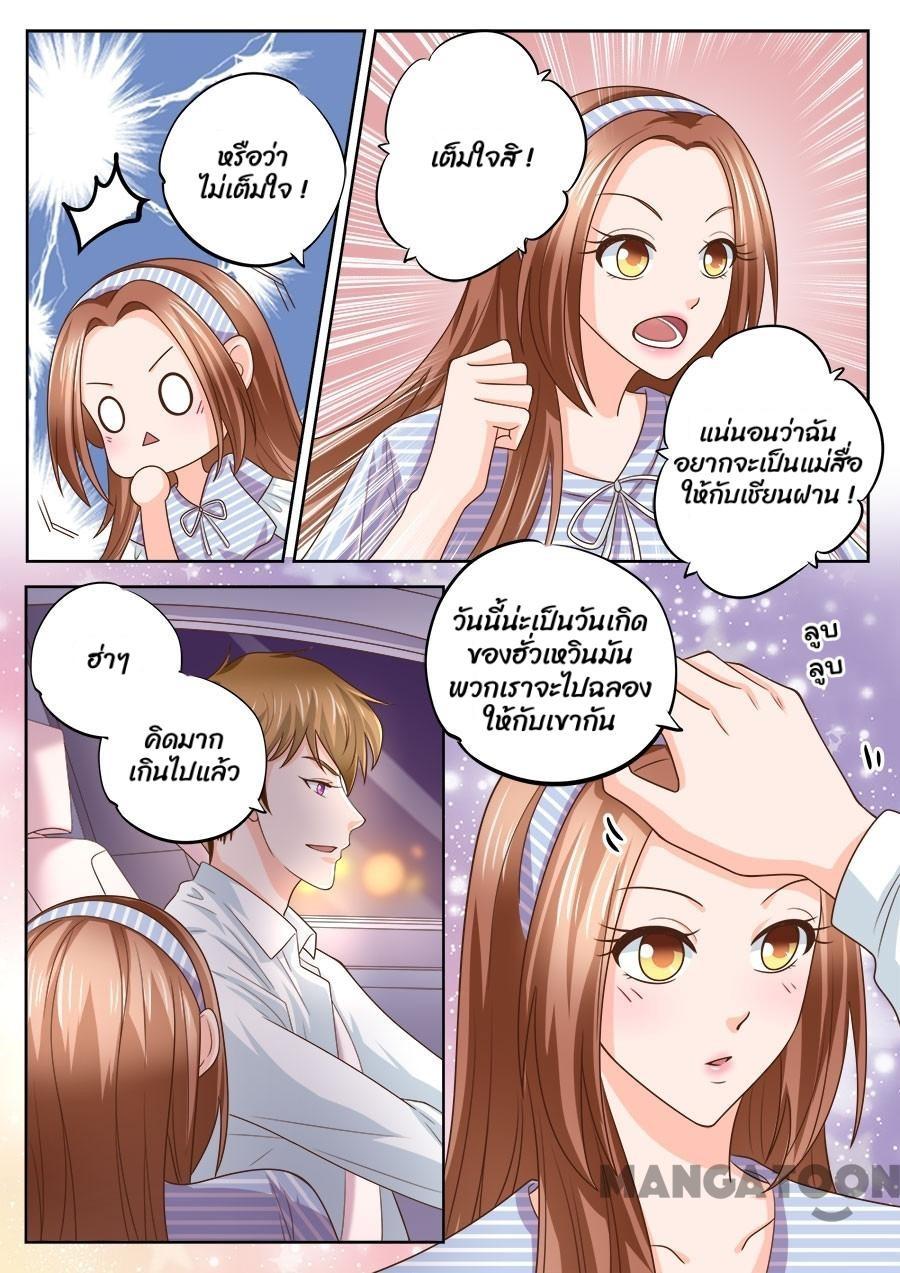 หรือว่า
ไม่เต็มใจ !
เต็มใจสิ !
แน่นอนว่าฉัน
อยากจะเป็นแม่สื่อ
ให้กับเชียนฝาน !
ฮ่าๆ
คิดมาก
เกินไปแล้ว
วันนี้น่ะเป็นวันเกิด
ของฮั่วเหวินมัน
พวกเราจะไปฉลอง
ให้กับเขากัน
ลูบ
ลูบ
MANGATOON